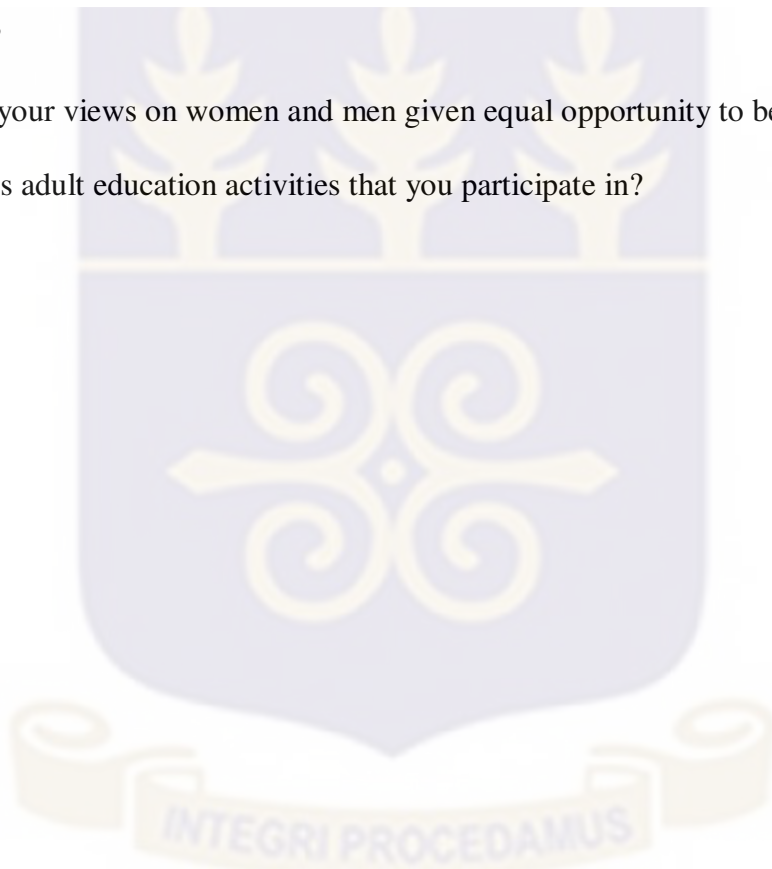 your views on women and men given equal opportunity to be
s adult education activities that you participate in?
INTEGRI PROCEDAMUS